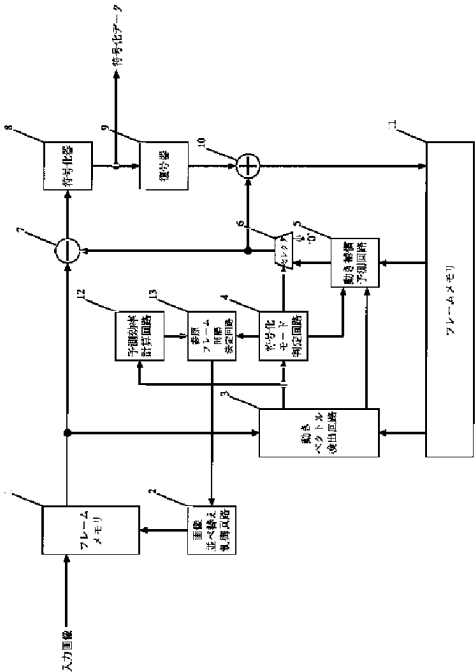 入力画像
フレーム
メモリ
1
画像
並べ替え
制御回路
2
動き
ベクトル
検出回路
3
符号化
モード
判定回路
4
動き補償
予測回路
5
セレクタ
6
"0"
7
符号化器
8
復号器
9
10
フレームメモリ
11
予測効率
計算回路
12
参照
フレーム
間隔
決定回路
13
符号化データ